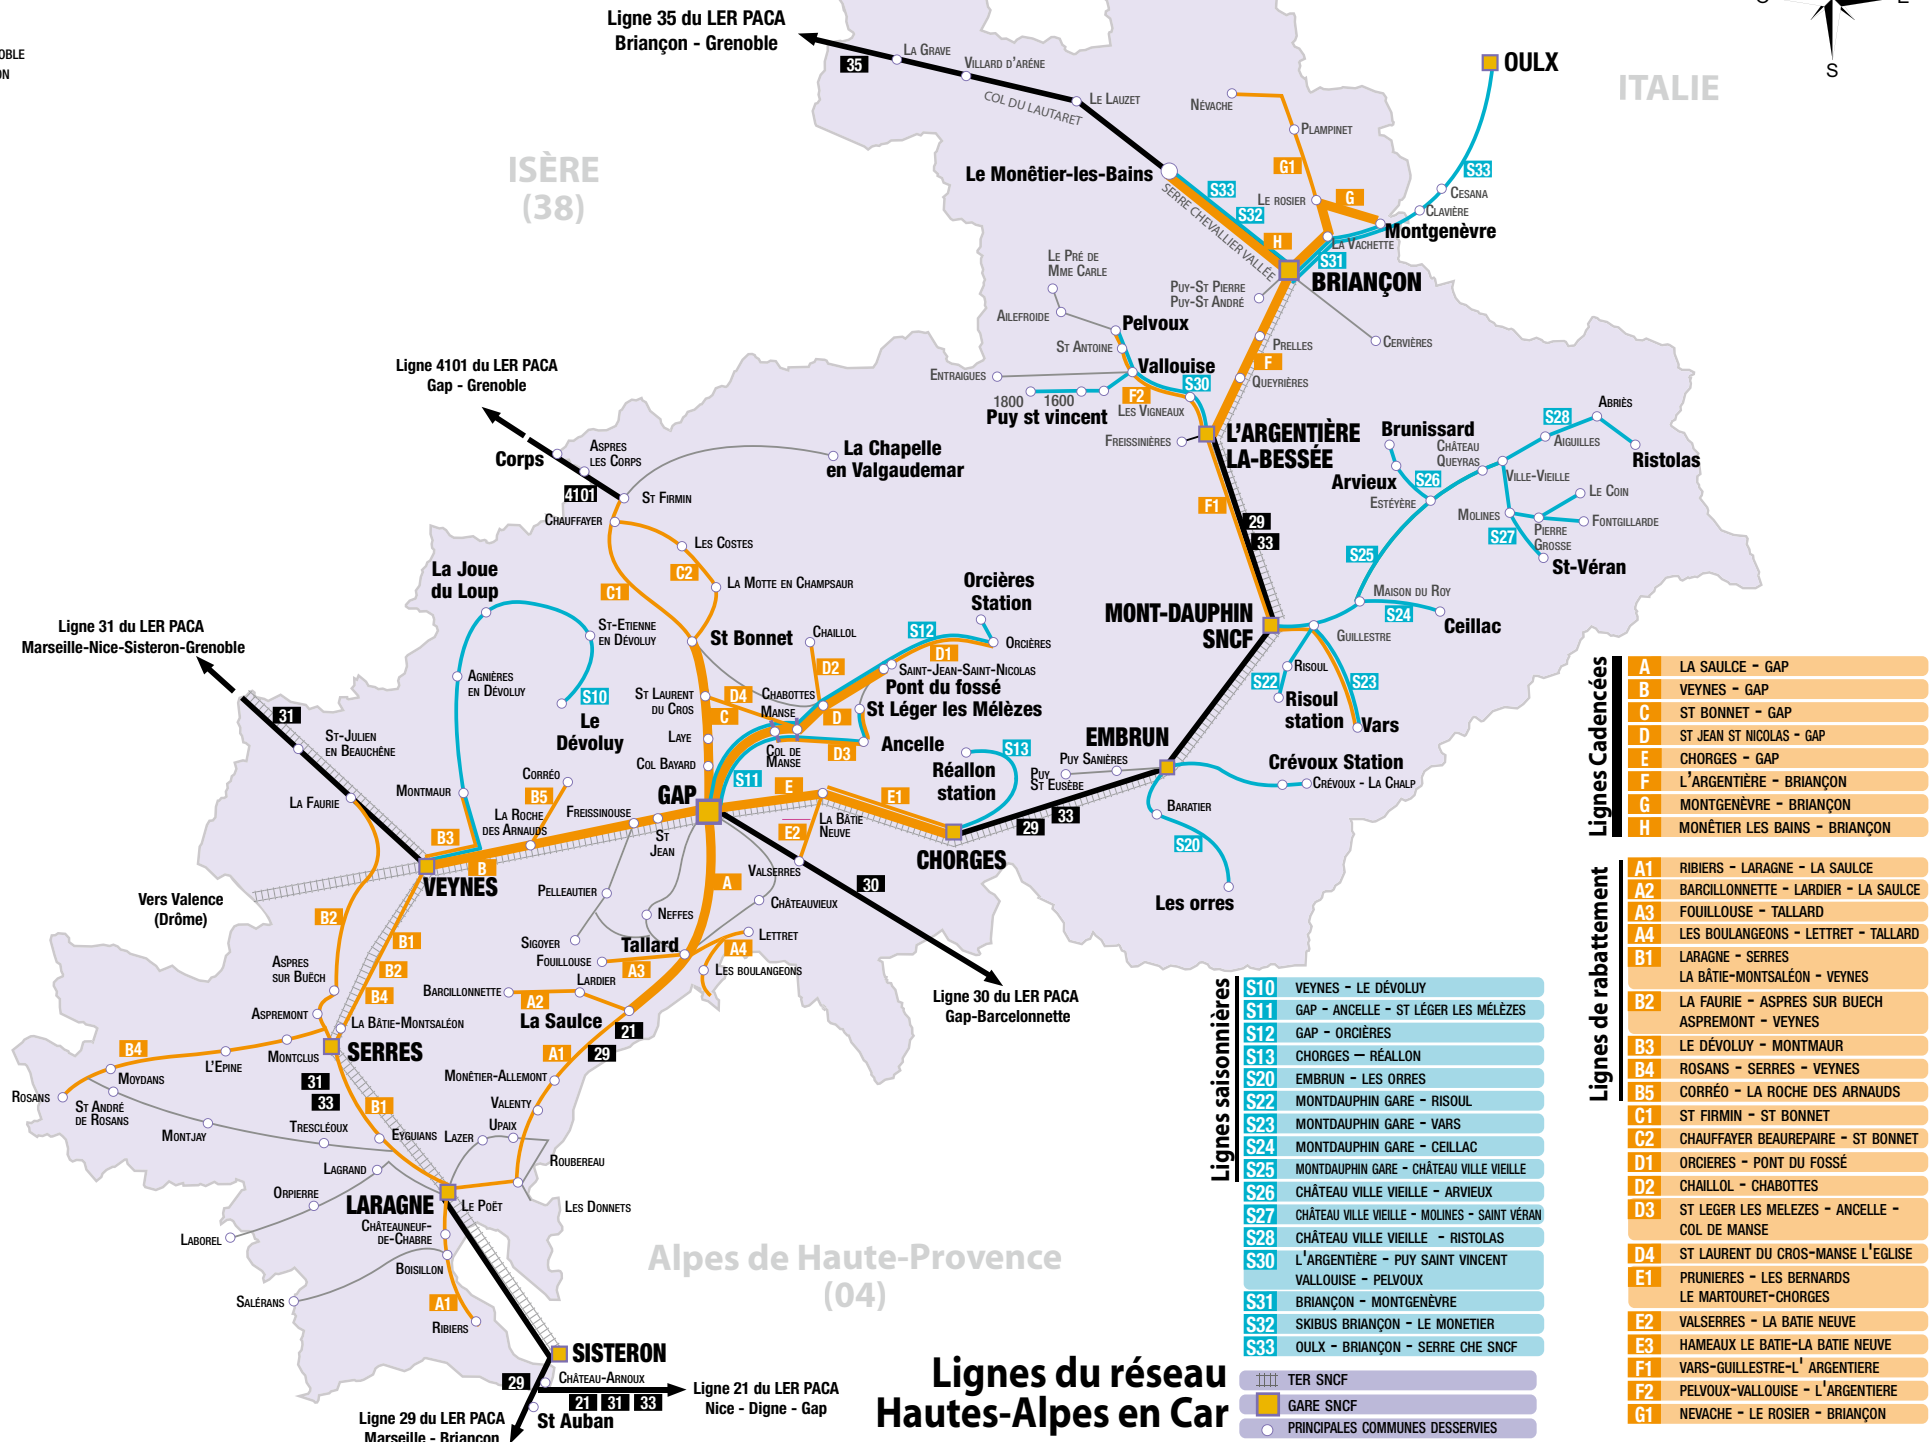 Ligne 35 du LER PACA
Briançon - Grenoble
OBLE
ON
S
ITALIE
OULX
35
LA GRAVE
VILLARD D'ARÉNE
COL DU LAUTARET
LE LAUZET
NÉVACHE
PLAMPINET
G1
S33
CESANA
CLAVIÈRE
ISÈRE
(38)
Le Monêtier-les-Bains
S33
S32
SERRE CHEVALLIER VALLÉE
H
LE ROSIER
G
Montgenèvre
LA VACHETTE
S31
BRIANÇON
LE PRÉ DE
MME CARLE
AILEFROIDE
PUY-ST PIERRE
PUY-ST ANDRÉ
CERVIÈRES
Pelvoux
ST ANTOINE
PRELLES
F
QUEYRIÈRES
Vallouise
ENTRAIGUES
1800
1600
Puy st vincent
F2
S30
LES VIGNEAUX
FREISSINIÈRES
L'ARGENTIÈRE
LA-BESSÉE
Ligne 4101 du LER PACA
Gap - Grenoble
Corps
ASPRES
LES CORPS
4101
La Chapelle
en Valgaudemar
ST FIRMIN
CHAUFFAYER
LES COSTES
C2
LA MOTTE EN CHAMPSAUR
C1
F1
29
33
Brunissard
Arvieux
CHÂTEAU
QUEYRAS
S28
ABRIÈS
AIGUILLES
Ristolas
VILLE-VIEILLE
S26
ESTÉYÈRE
MOLINES
LE COIN
FONTGILLARDE
PIERRE
GROSSE
S27
St-Véran
S25
MAISON DU ROY
S24
Ceillac
MONT-DAUPHIN
SNCF
GUILLESTRE
RISOUL
S22
Risoul
station
S23
Vars
La Joue
du Loup
ST-ETIENNE
EN DÉVOLUY
AGNIÈRES
EN DÉVOLUY
S10
Le
Dévoluy
Orcières
Station
St Bonnet
CHAILLOL
S12
D1
ORCIÈRES
D2
SAINT-JEAN-SAINT-NICOLAS
Pont du fossé
St Léger les Mélèzes
ST LAURENT
DU CROS
D4
CHABOTTES
MANSE
C
D
LAYE
COL DE
MANSE
D3
Ancelle
COL BAYARD
S11
Réallon
station
S13
EMBRUN
PUY SANIÈRES
PUY
ST EUSÈBE
Crévoux Station
CRÉVOUX - LA CHALP
BARATIER
S20
Les orres
Ligne 31 du LER PACA
Marseille-Nice-Sisteron-Grenoble
31
ST-JULIEN
EN BEAUCHÊNE
LA FAURIE
MONTMAUR
CORRÉO
B5
LA ROCHE
DES ARNAUDS
FREISSINOUSE
GAP
ST
JEAN
E
E1
E2
LA BÂTIE
NEUVE
29
33
CHORGES
B3
B
VEYNES
Vers Valence
(Drôme)
VALSERRES
A
30
CHÂTEAUVIEUX
PELLEAUTIER
NEFFES
SIGOYER
Tallard
LETTRET
A4
FOUILLOUSE
A3
LES BOULANGEONS
LARDIER
BARCILLONNETTE
A2
La Saulce
21
29
A1
Ligne 30 du LER PACA
Gap-Barcelonnette
B2
B1
B2
B4
ASPRES
SUR BUËCH
ASPREMONT
LA BÂTIE-MONTSALÉON
SERRES
B4
MONTCLUS
L'EPINE
MOYDANS
ROSANS
ST ANDRÉ
DE ROSANS
MONTJAY
31
33
TRESCLÉOUX
B1
EYGUIANS
MONÊTIER-ALLEMONT
VALENTY
UPAIX
LAZER
ROUBEREAU
LES DONNETS
LAGRAND
ORPIERRE
LABOREL
LARAGNE
LE POËT
CHÂTEAUNEUF-
DE-CHABRE
BOISILLON
SALÉRANS
A1
RIBIERS
SISTERON
29
CHÂTEAU-ARNOUX
21
31
33
St Auban
Ligne 21 du LER PACA
Nice - Digne - Gap
Ligne 29 du LER PACA
Marseille - Briançon
Alpes de Haute-Provence
(04)
Lignes du réseau
Hautes-Alpes en Car
Lignes saisonnières
S10 VEYNES - LE DÉVOLUY
S11 GAP - ANCELLE - ST LÉGER LES MÉLÈZES
S12 GAP - ORCIÈRES
S13 CHORGES – RÉALLON
S20 EMBRUN - LES ORRES
S22 MONTDAUPHIN GARE - RISOUL
S23 MONTDAUPHIN GARE - VARS
S24 MONTDAUPHIN GARE - CEILLAC
S25 MONTDAUPHIN GARE - CHÂTEAU VILLE VIEILLE
S26 CHÂTEAU VILLE VIEILLE - ARVIEUX
S27 CHÂTEAU VILLE VIEILLE - MOLINES - SAINT VÉRAN
S28 CHÂTEAU VILLE VIEILLE - RISTOLAS
S30 L'ARGENTIÈRE - PUY SAINT VINCENT
VALLOUISE - PELVOUX
S31 BRIANÇON - MONTGENÈVRE
S32 SKIBUS BRIANÇON - LE MONETIER
S33 OULX - BRIANÇON - SERRE CHE SNCF
TER SNCF
GARE SNCF
PRINCIPALES COMMUNES DESSERVIES
Lignes Cadencées
A LA SAULCE - GAP
B VEYNES - GAP
C ST BONNET - GAP
D ST JEAN ST NICOLAS - GAP
E CHORGES - GAP
F L'ARGENTIÈRE - BRIANÇON
G MONTGENÈVRE - BRIANÇON
H MONÊTIER LES BAINS - BRIANÇON
Lignes de rabattement
A1 RIBIERS - LARAGNE - LA SAULCE
A2 BARCILLONNETTE - LARDIER - LA SAULCE
A3 FOUILLOUSE - TALLARD
A4 LES BOULANGEONS - LETTRET - TALLARD
B1 LARAGNE - SERRES
LA BÂTIE-MONTSALÉON - VEYNES
B2 LA FAURIE - ASPRES SUR BUECH
ASPREMONT - VEYNES
B3 LE DÉVOLUY - MONTMAUR
B4 ROSANS - SERRES - VEYNES
B5 CORRÉO - LA ROCHE DES ARNAUDS
C1 ST FIRMIN - ST BONNET
C2 CHAUFFAYER BEAUREPAIRE - ST BONNET
D1 ORCIERES - PONT DU FOSSÉ
D2 CHAILLOL - CHABOTTES
D3 ST LEGER LES MELEZES - ANCELLE -
COL DE MANSE
D4 ST LAURENT DU CROS-MANSE L'EGLISE
E1 PRUNIERES - LES BERNARDS
LE MARTOURET-CHORGES
E2 VALSERRES - LA BATIE NEUVE
E3 HAMEAUX LE BATIE-LA BATIE NEUVE
F1 VARS-GUILLESTRE-L' ARGENTIERE
F2 PELVOUX-VALLOUISE - L'ARGENTIERE
G1 NEVACHE - LE ROSIER - BRIANÇON